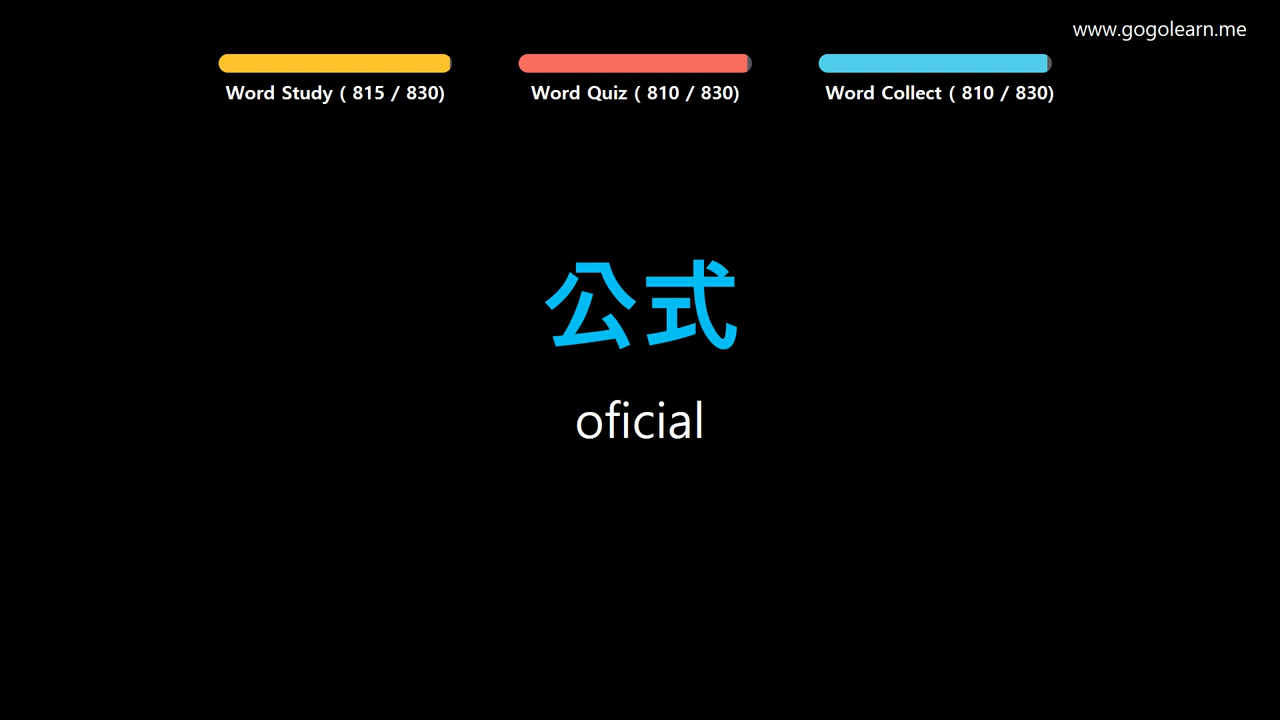 www.gogolearn.me
Word Study ( 815 / 830)
Word Quiz ( 810 / 830)
Word Collect ( 810 / 830)
公式
oficial